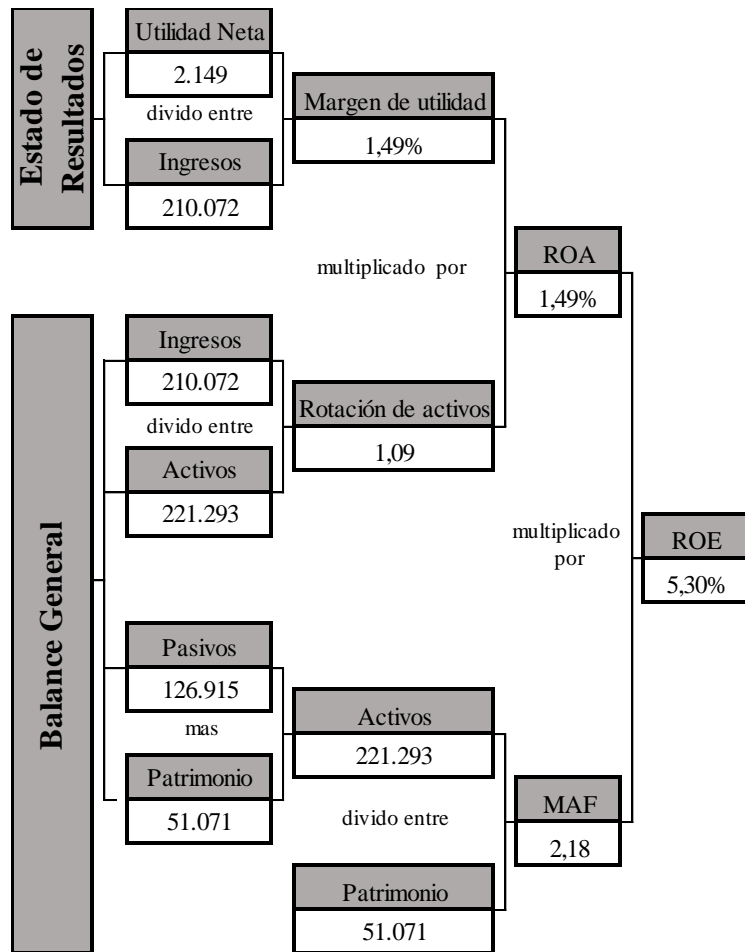 Estado de
Resultados
Utilidad Neta
2.149
divido entre
Ingresos
210.072
Margen de utilidad
1,49%
multiplicado por
ROA
1,49%
Balance General
Ingresos
210.072
divido entre
Activos
221.293
Rotación de activos
1,09
multiplicado
por
ROE
5,30%
Pasivos
126.915
mas
Patrimonio
51.071
Activos
221.293
divido entre
Patrimonio
51.071
MAF
2,18